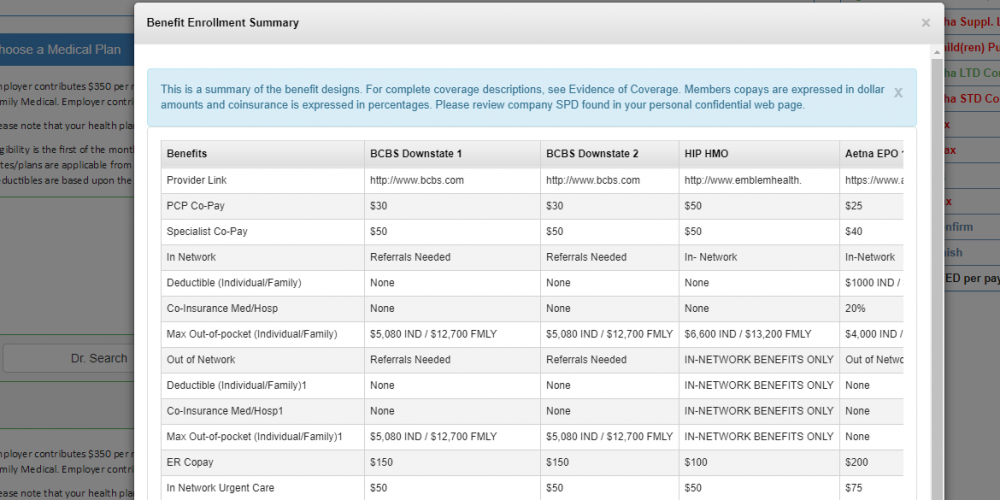 Benefit Enrollment Summary ×
This is a summary of the benefit designs. For complete coverage descriptions, see Evidence of Coverage. Members copays are expressed in dollar
amounts and coinsurance is expressed in percentages. Please review company SPD found in your personal confidential web page.
x
Benefits BCBS Downstate 1 BCBS Downstate 2 HIP HMO Aetna EPO
Provider Link http://www.bcbs.com http://www.bcbs.com http://www.emblemhealth. https://www.a
PCP Co-Pay $30 $30 $50 $25
Specialist Co-Pay $50 $50 $50 $40
In Network Referrals Needed Referrals Needed In- Network In-Network
Deductible (Individual/Family) None None None $1000 IND /
Co-Insurance Med/Hosp None None None 20%
Max Out-of-pocket (Individual/Family) $5,080 IND / $12,700 FMLY $5,080 IND / $12,700 FMLY $6,600 IND / $13,200 FMLY $4,000 IND /
Out of Network Referrals Needed Referrals Needed IN-NETWORK BENEFITS ONLY Out of Netwo
Deductible (Individual/Family)1 None None IN-NETWORK BENEFITS ONLY None
Co-Insurance Med/Hosp1 None None IN-NETWORK BENEFITS ONLY None
Max Out-of-pocket (Individual/Family)1 $5,080 IND / $12,700 FMLY $5,080 IND / $12,700 FMLY IN-NETWORK BENEFITS ONLY None
ER Copay $150 $150 $100 $200
In Network Urgent Care $50 $50 $50 $75
hoose a Medical Plan
mployer contributes $350 per
mily Medical. Employer contri
ease note that your health pla
gibility is the first of the mont
tes/plans are applicable from
ductibles are based upon the
Dr. Search
mployer contributes $350 per
mily Medical. Employer contri
ease note that your health pla
ha Suppl. L
ild(ren) Pu
ha LTD Co
ha STD Co
x
ax
x
nfirm
ish
ED per pay